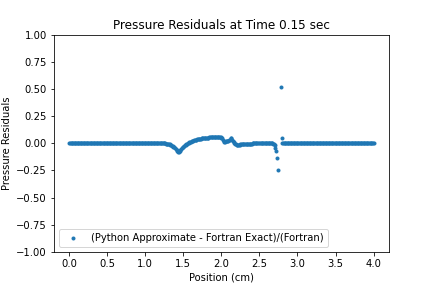 Pressure Residuals at Time 0.15 sec
1.00
0.75
0.50
0.25
0.00
−0.25
−0.50
−0.75
−1.00
Pressure Residuals
(Python Approximate - Fortran Exact)/(Fortran)
0.0 0.5 1.0 1.5 2.0 2.5 3.0 3.5 4.0
Position (cm)